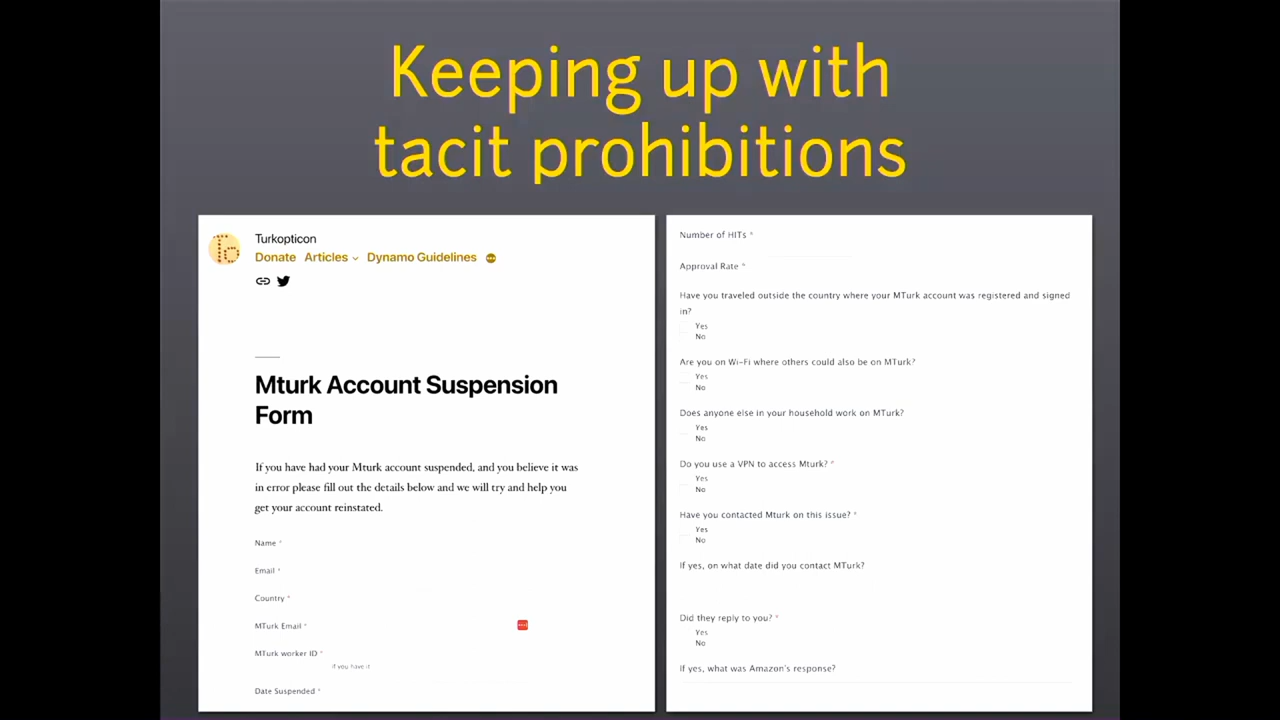 Keeping up with
tacit prohibitions
Turkopticon
Donate Articles Dynamo Guidelines
Mturk Account Suspension
Form
If you have had your Mturk account suspended, and you believe it was
in error please fill out the details below and we will try and help you
get your account reinstated.
Name *
Email *
Country *
MTurk Email *
MTurk worker ID *
if you have it
Date Suspended *
Number of HITs *
Approval Rate *
Have you traveled outside the country where your MTurk account was registered and signed
in?
Yes
No
Are you on Wi-Fi where others could also be on MTurk?
Yes
No
Does anyone else in your household work on MTurk?
Yes
No
Do you use a VPN to access Mturk? *
Yes
No
Have you contacted Mturk on this issue? *
Yes
No
If yes, on what date did you contact MTurk?
Did they reply to you? *
Yes
No
If yes, what was Amazon's response?